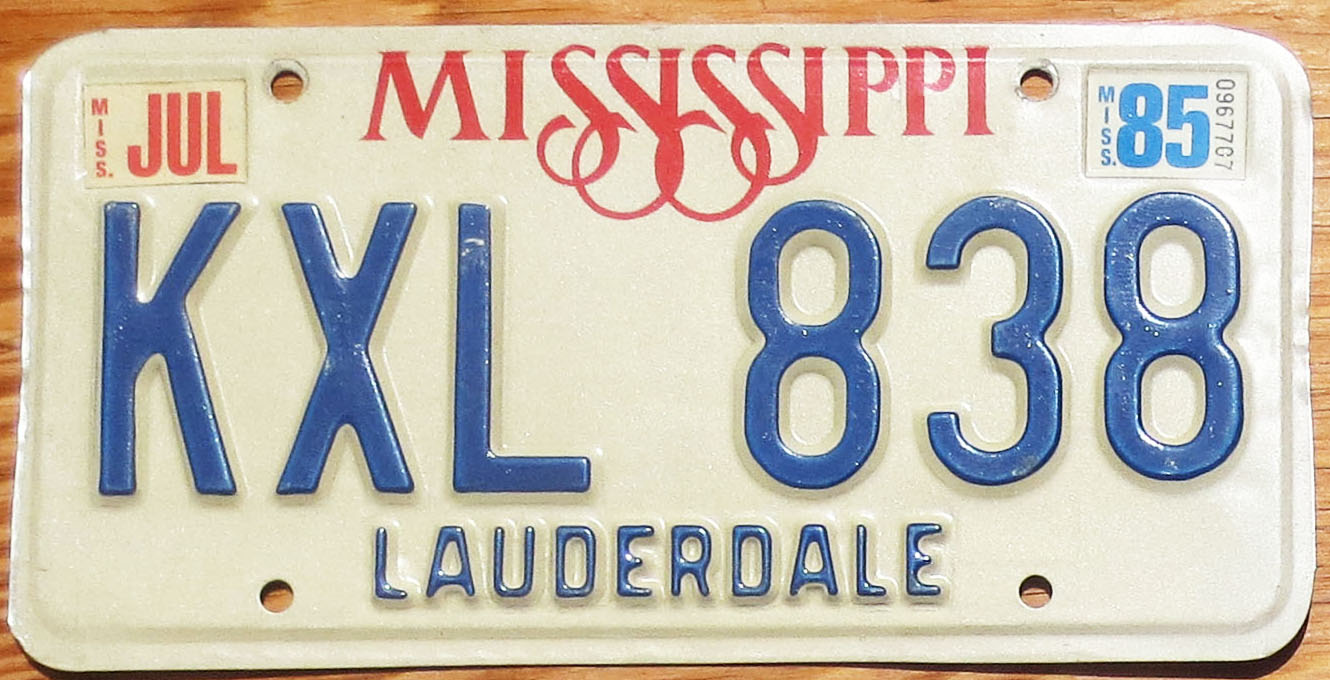 MISSISSIPPI
MISS. JUL
MISS. 85 0967707
KXL 838
LAUDERDALE